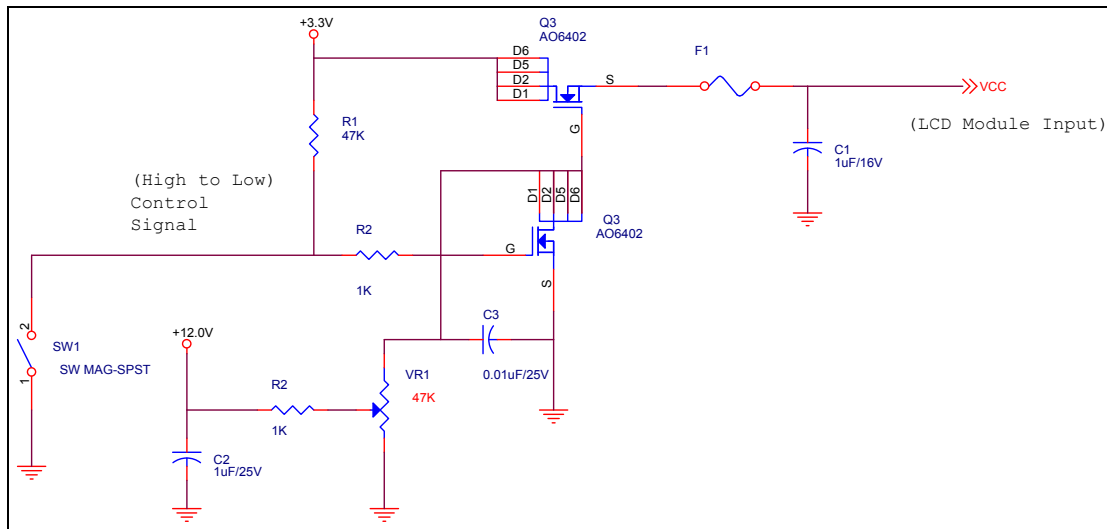 +3.3V
Q3
AO6402
D6
D5
D2
D1
S
G
F1
VCC
(LCD Module Input)
C1
1uF/16V
R1
47K
(High to Low)
Control
Signal
D1
D2
D5
D6
Q3
AO6402
G
S
R2
1K
2
1
SW1
SW MAG-SPST
+12.0V
C3
0.01uF/25V
R2
1K
VR1
47K
C2
1uF/25V